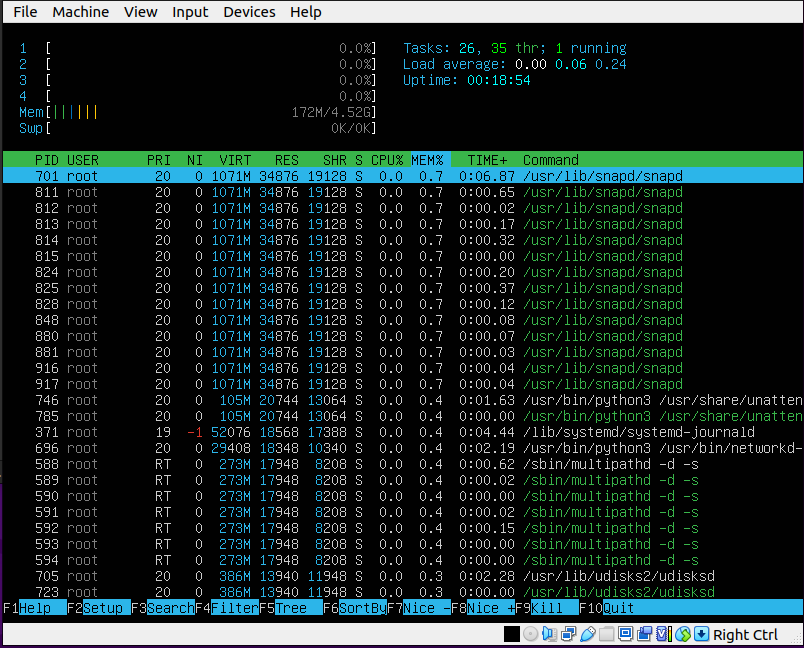 File Machine View Input Devices Help
1 [ 0.0%] Tasks: 26, 35 thr; 1 running
2 [ 0.0%] Load average: 0.00 0.06 0.24
3 [ 0.0%] Uptime: 00:18:54
4 [ 0.0%]
Mem[|||||| 172M/4.52G]
Swp[ 0K/0K]
PID USER PRI NI VIRT RES SHR S CPU% MEM% TIME+ Command
701 root 20 0 1071M 34876 19128 S 0.0 0.7 0:06.87 /usr/lib/snapd/snapd
811 root 20 0 1071M 34876 19128 S 0.0 0.7 0:00.65 /usr/lib/snapd/snapd
812 root 20 0 1071M 34876 19128 S 0.0 0.7 0:00.02 /usr/lib/snapd/snapd
813 root 20 0 1071M 34876 19128 S 0.0 0.7 0:00.17 /usr/lib/snapd/snapd
814 root 20 0 1071M 34876 19128 S 0.0 0.7 0:00.32 /usr/lib/snapd/snapd
815 root 20 0 1071M 34876 19128 S 0.0 0.7 0:00.00 /usr/lib/snapd/snapd
824 root 20 0 1071M 34876 19128 S 0.0 0.7 0:00.20 /usr/lib/snapd/snapd
825 root 20 0 1071M 34876 19128 S 0.0 0.7 0:00.37 /usr/lib/snapd/snapd
828 root 20 0 1071M 34876 19128 S 0.0 0.7 0:00.12 /usr/lib/snapd/snapd
848 root 20 0 1071M 34876 19128 S 0.0 0.7 0:00.08 /usr/lib/snapd/snapd
880 root 20 0 1071M 34876 19128 S 0.0 0.7 0:00.07 /usr/lib/snapd/snapd
881 root 20 0 1071M 34876 19128 S 0.0 0.7 0:00.03 /usr/lib/snapd/snapd
916 root 20 0 1071M 34876 19128 S 0.0 0.7 0:00.04 /usr/lib/snapd/snapd
917 root 20 0 1071M 34876 19128 S 0.0 0.7 0:00.04 /usr/lib/snapd/snapd
746 root 20 0 105M 20744 13064 S 0.0 0.4 0:01.63 /usr/bin/python3 /usr/share/unatten
785 root 20 0 105M 20744 13064 S 0.0 0.4 0:00.00 /usr/bin/python3 /usr/share/unatten
371 root 19 -1 52076 18568 17388 S 0.0 0.4 0:04.44 /lib/systemd/systemd-journald
696 root 20 0 29408 18348 10340 S 0.0 0.4 0:02.19 /usr/bin/python3 /usr/bin/networkd-
588 root RT 0 273M 17948 8208 S 0.0 0.4 0:00.62 /sbin/multipathd -d -s
589 root RT 0 273M 17948 8208 S 0.0 0.4 0:00.02 /sbin/multipathd -d -s
590 root RT 0 273M 17948 8208 S 0.0 0.4 0:00.00 /sbin/multipathd -d -s
591 root RT 0 273M 17948 8208 S 0.0 0.4 0:00.02 /sbin/multipathd -d -s
592 root RT 0 273M 17948 8208 S 0.0 0.4 0:00.15 /sbin/multipathd -d -s
593 root RT 0 273M 17948 8208 S 0.0 0.4 0:00.00 /sbin/multipathd -d -s
594 root RT 0 273M 17948 8208 S 0.0 0.4 0:00.00 /sbin/multipathd -d -s
705 root 20 0 386M 13940 11948 S 0.0 0.3 0:02.28 /usr/lib/udisks2/udisksd
723 root 20 0 386M 13940 11948 S 0.0 0.3 0:00.00 /usr/lib/udisks2/udisksd
F1Help F2Setup F3SearchF4FilterF5Tree F6SortByF7Nice -F8Nice +F9Kill F10Quit
Right Ctrl